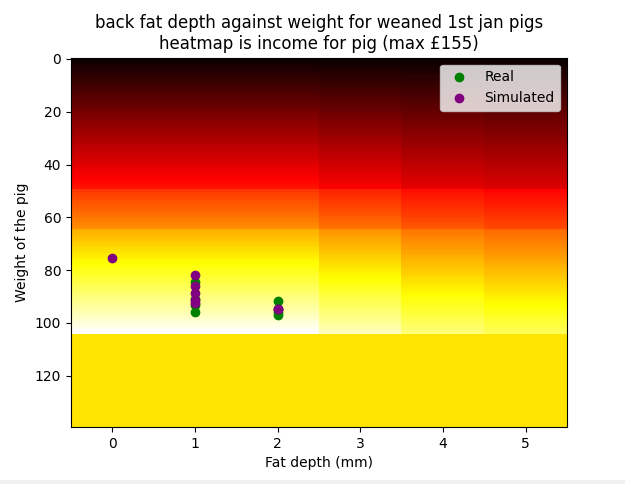 back fat depth against weight for weaned 1st jan pigs
heatmap is income for pig (max £155)
Real
Simulated
Weight of the pig
0
20
40
60
80
100
120
0 1 2 3 4 5
Fat depth (mm)